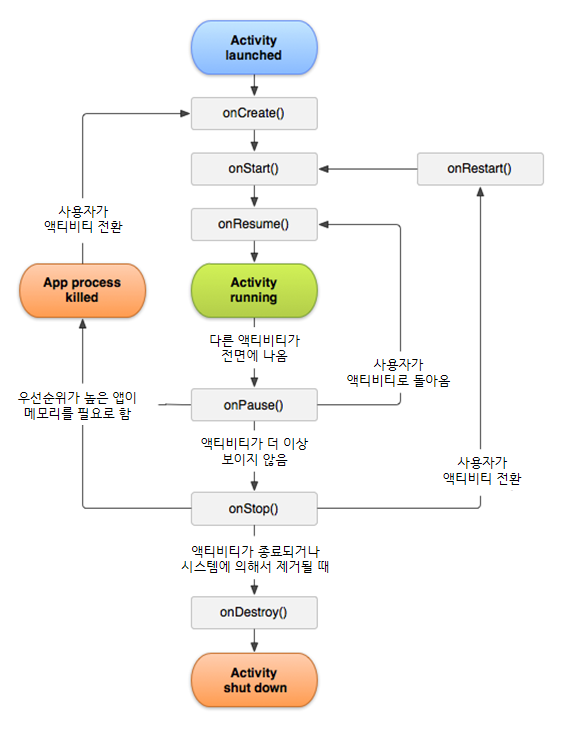 Activity
launched
onCreate()
onStart()
onRestart()
onResume()
사용자가
액티비티 전환
App process
killed
Activity
running
다른 액티비티가
전면에 나옴
사용자가
액티비티로 돌아옴
우선순위가 높은 앱이
메모리를 필요로 함
onPause()
액티비티가 더 이상
보이지 않음
사용자가
액티비티 전환
onStop()
액티비티가 종료되거나
시스템에 의해서 제거될 때
onDestroy()
Activity
shut down